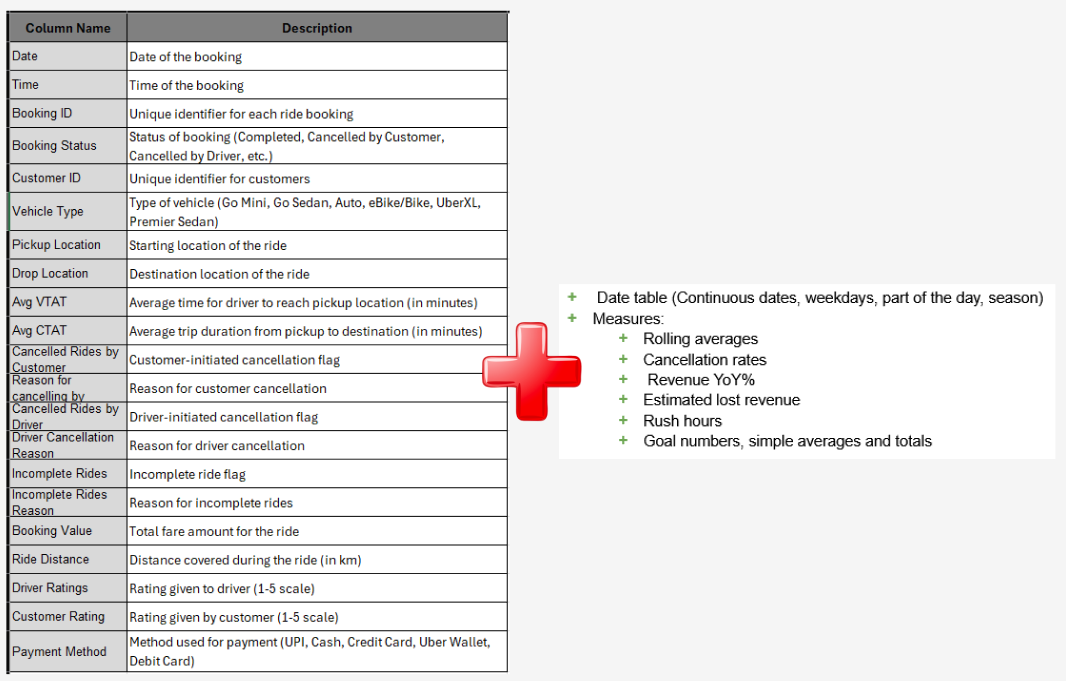 Column Name Description
Date Date of the booking
Time Time of the booking
Booking ID Unique identifier for each ride booking
Booking Status Status of booking (Completed, Cancelled by Customer,
Cancelled by Driver, etc.)
Customer ID Unique identifier for customers
Vehicle Type Type of vehicle (Go Mini, Go Sedan, Auto, eBike/Bike, UberXL,
Premier Sedan)
Pickup Location Starting location of the ride
Drop Location Destination location of the ride
Avg VTAT Average time for driver to reach pickup location (in minutes)
Avg CTAT Average trip duration from pickup to destination (in minutes)
Cancelled Rides by
Customer Customer-initiated cancellation flag
Reason for
cancelling by Reason for customer cancellation
Cancelled Rides by
Driver Driver-initiated cancellation flag
Driver Cancellation
Reason Reason for driver cancellation
Incomplete Rides Incomplete ride flag
Incomplete Rides
Reason Reason for incomplete rides
Booking Value Total fare amount for the ride
Ride Distance Distance covered during the ride (in km)
Driver Ratings Rating given to driver (1-5 scale)
Customer Rating Rating given by customer (1-5 scale)
Payment Method Method used for payment (UPI, Cash, Credit Card, Uber Wallet,
Debit Card)
+ Date table (Continuous dates, weekdays, part of the day, season)
+ Measures:
+ Rolling averages
+ Cancellation rates
+ Revenue YoY%
+ Estimated lost revenue
+ Rush hours
+ Goal numbers, simple averages and totals